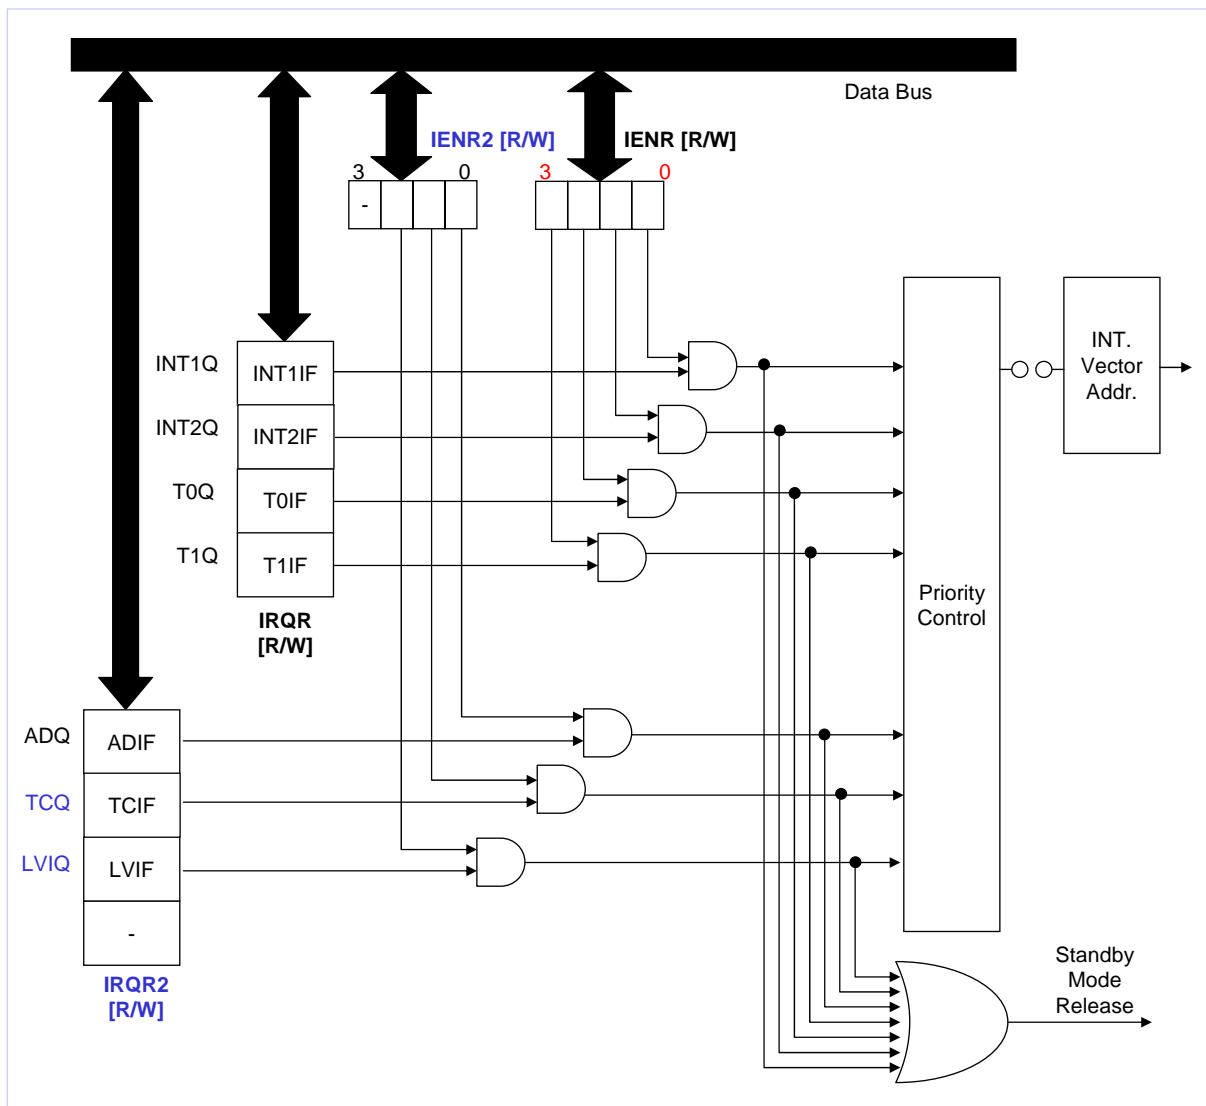 Data Bus
IENR2 [R/W]
IENR [R/W]
3
0
3
0
-
INT1Q
INT1IF
INT2Q
INT2IF
T0Q
T0IF
T1Q
T1IF
IRQR
[R/W]
INT.
Vector
Addr.
Priority
Control
ADQ
ADIF
TCQ
TCIF
LVIQ
LVIF
-
IRQR2
[R/W]
Standby
Mode
Release